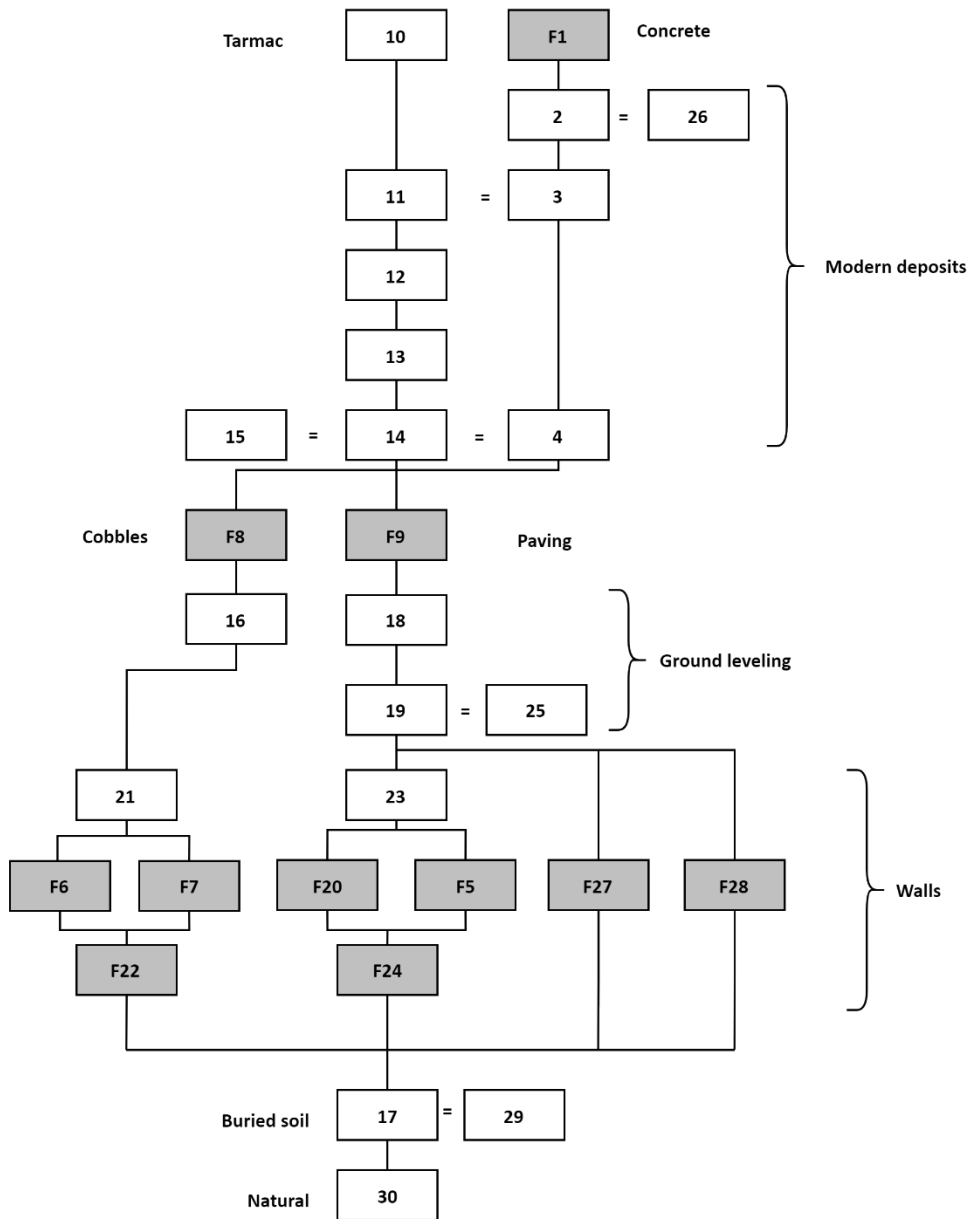 Tarmac 10 F1 Concrete
2 = 26
11 = 3
12
Modern deposits
13
15 = 14 = 4
Cobbles F8 F9 Paving
16 18
Ground leveling
19 = 25
21 23
F6 F7 F20 F5 F27 F28 Walls
F22 F24
Buried soil 17 = 29
Natural 30